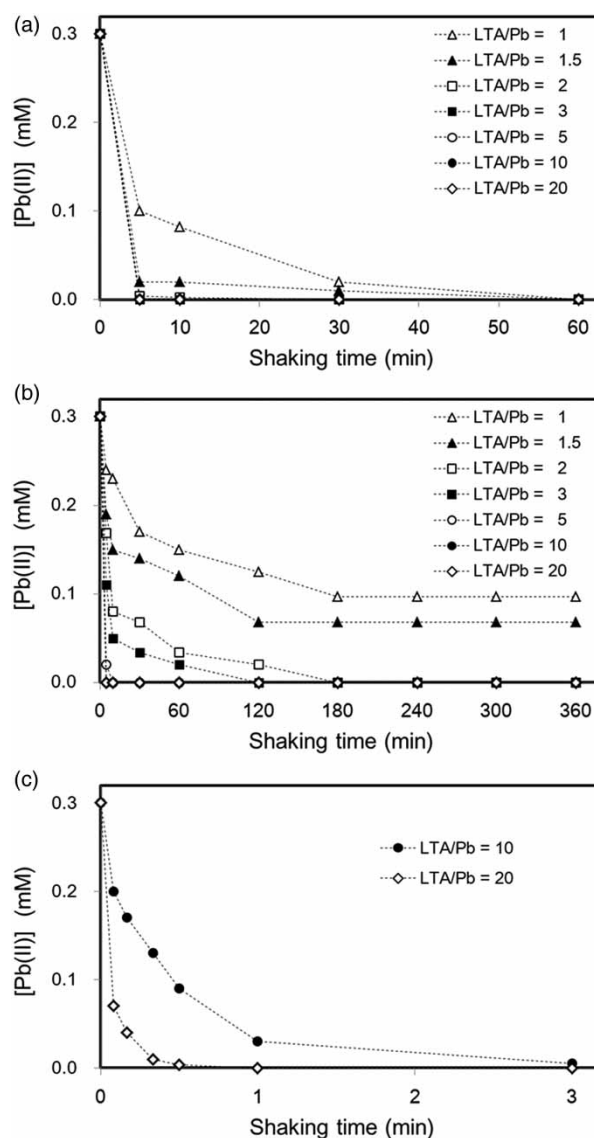 (a)
0.3
0.2
0.1
0.0
[Pb(II)] (mM)
LTA/Pb = 1
LTA/Pb = 1.5
LTA/Pb = 2
LTA/Pb = 3
LTA/Pb = 5
LTA/Pb = 10
LTA/Pb = 20
0 10 20 30 40 50 60
Shaking time (min)
(b)
0.3
0.2
0.1
0.0
[Pb(II)] (mM)
LTA/Pb = 1
LTA/Pb = 1.5
LTA/Pb = 2
LTA/Pb = 3
LTA/Pb = 5
LTA/Pb = 10
LTA/Pb = 20
0 60 120 180 240 300 360
Shaking time (min)
(c)
0.3
0.2
0.1
0.0
[Pb(II)] (mM)
LTA/Pb = 10
LTA/Pb = 20
0 1 2 3
Shaking time (min)